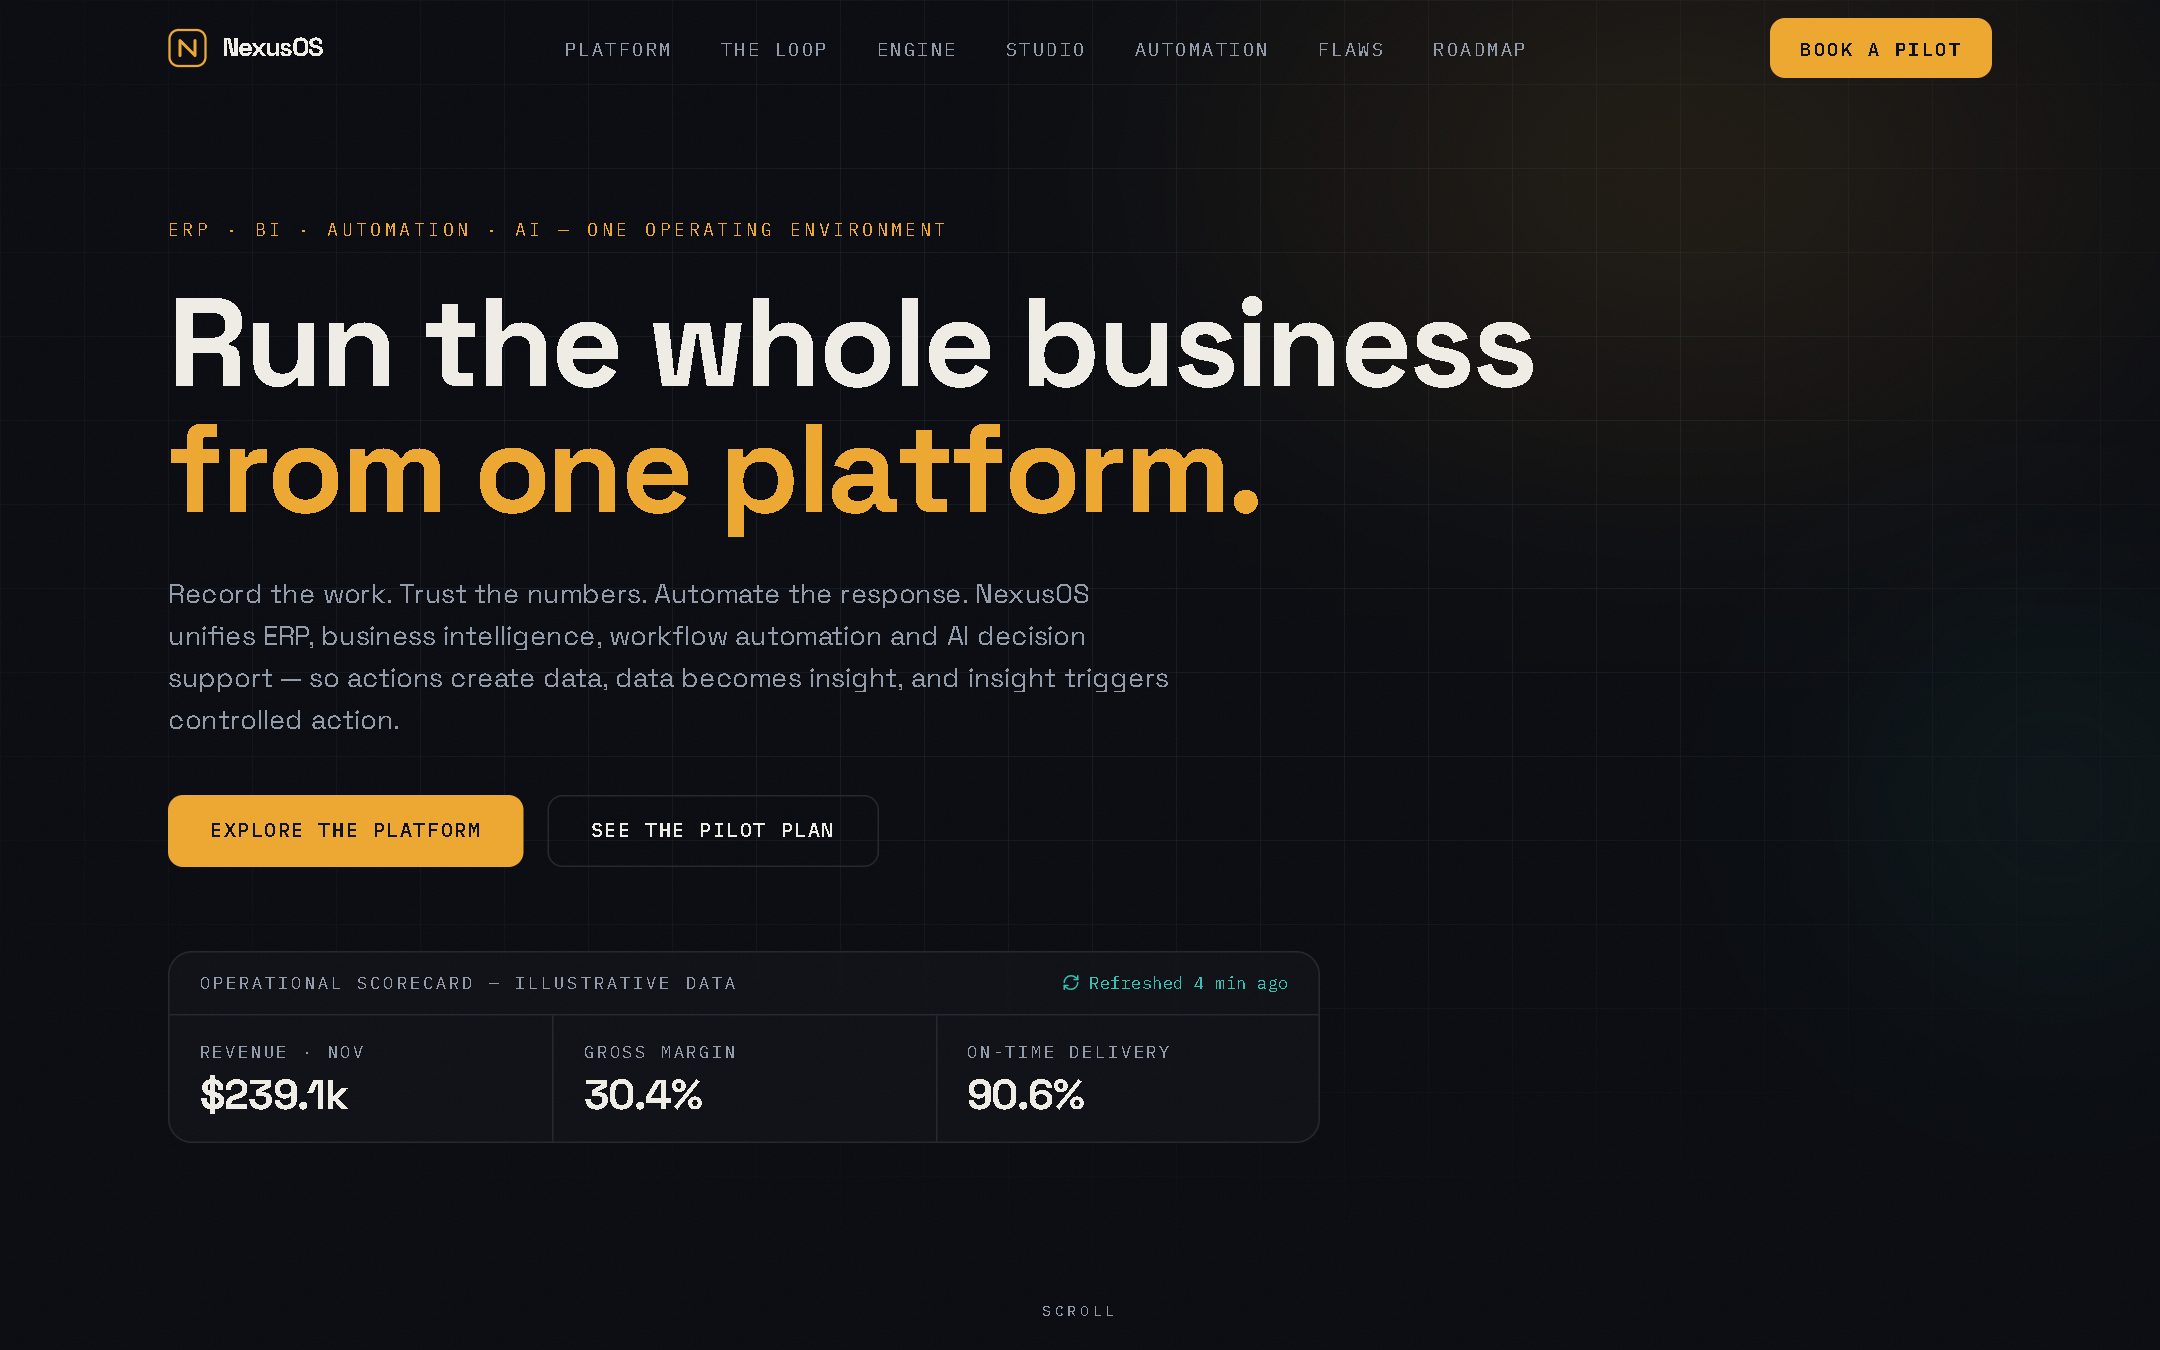 N NexusOS PLATFORM THE LOOP ENGINE STUDIO AUTOMATION FLAWS ROADMAP BOOK A PILOT
ERP · BI · AUTOMATION · AI — ONE OPERATING ENVIRONMENT
Run the whole business
from one platform.
Record the work. Trust the numbers. Automate the response. NexusOS
unifies ERP, business intelligence, workflow automation and AI decision
support — so actions create data, data becomes insight, and insight triggers
controlled action.
EXPLORE THE PLATFORM SEE THE PILOT PLAN
OPERATIONAL SCORECARD — ILLUSTRATIVE DATA Refreshed 4 min ago
REVENUE · NOV GROSS MARGIN ON-TIME DELIVERY
$239.1k 30.4% 90.6%
SCROLL